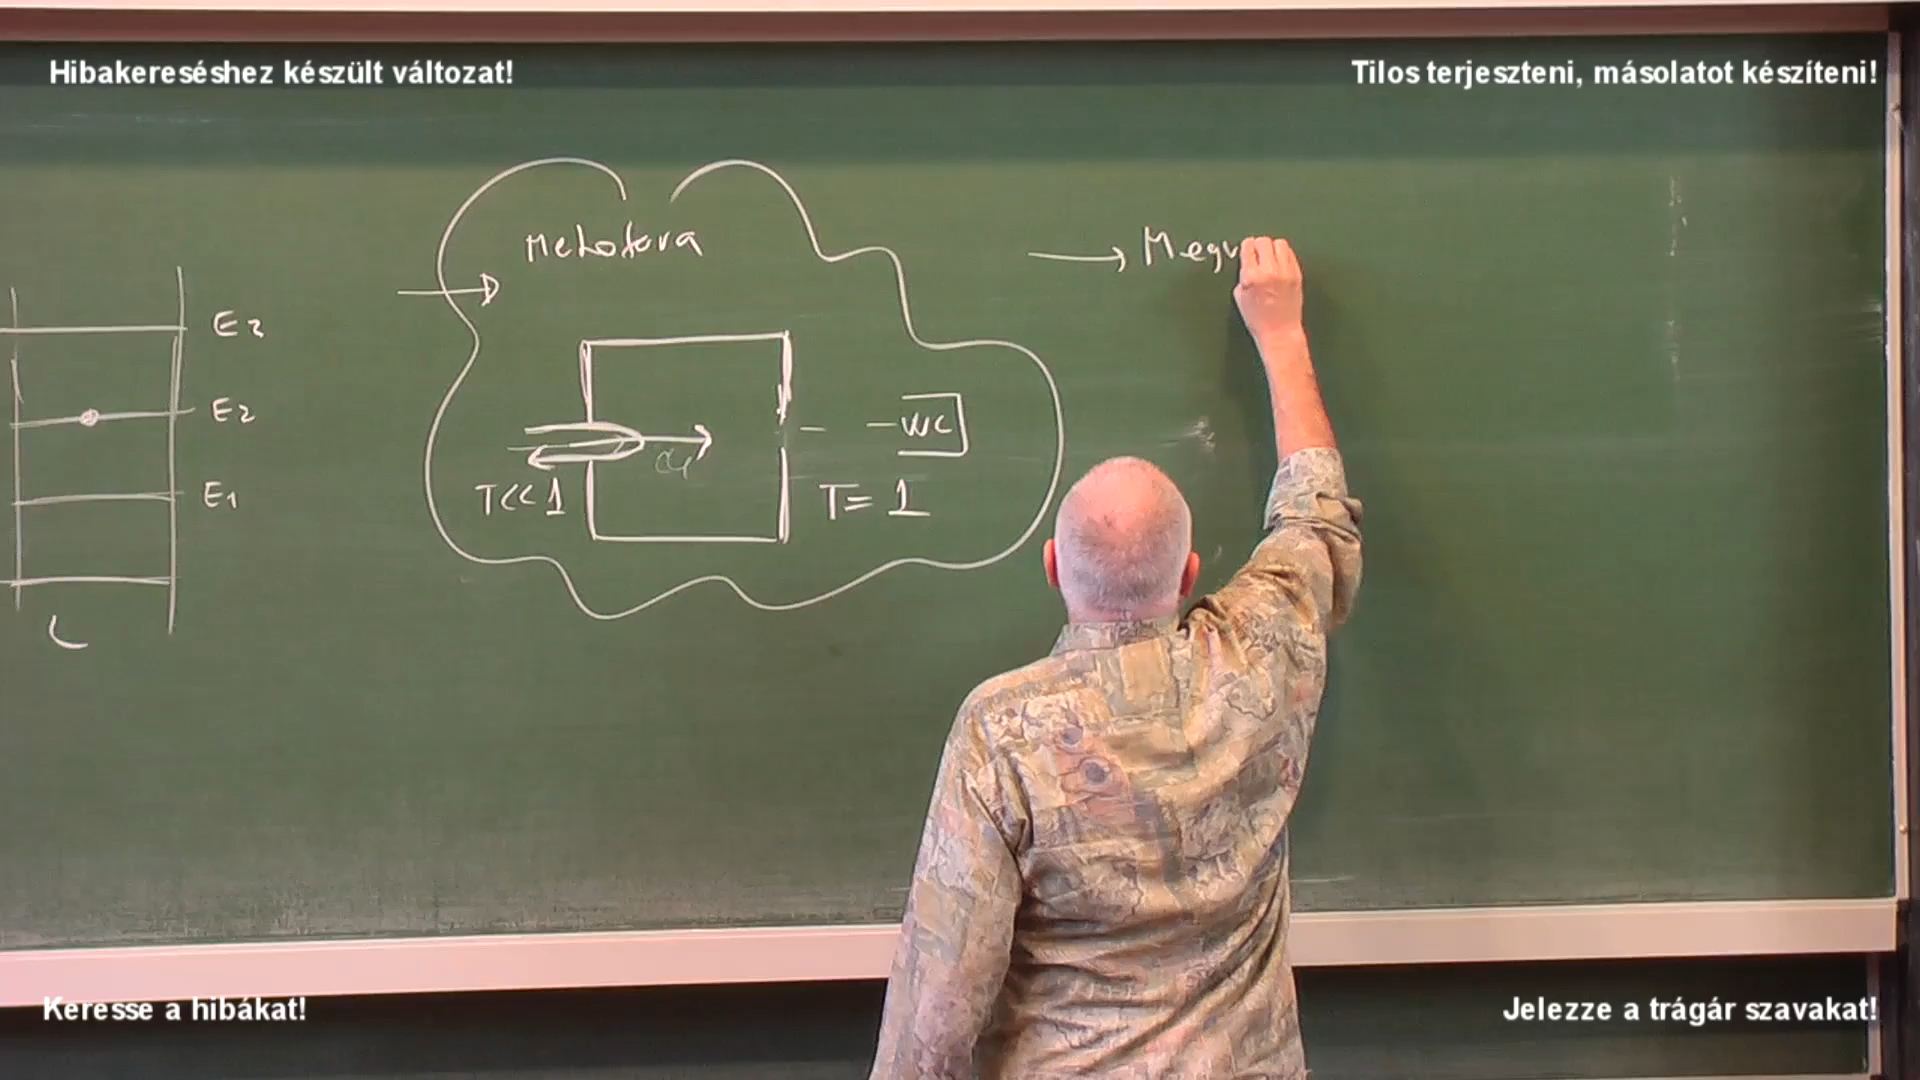 Hibakereséshez készült változat!
Tilos terjeszteni, másolatot készíteni!
Metafora
→ Megv
E2
E2
E1
WC
T<<1
T=1
L
Keresse a hibákat!
Jelezze a trágár szavakat!